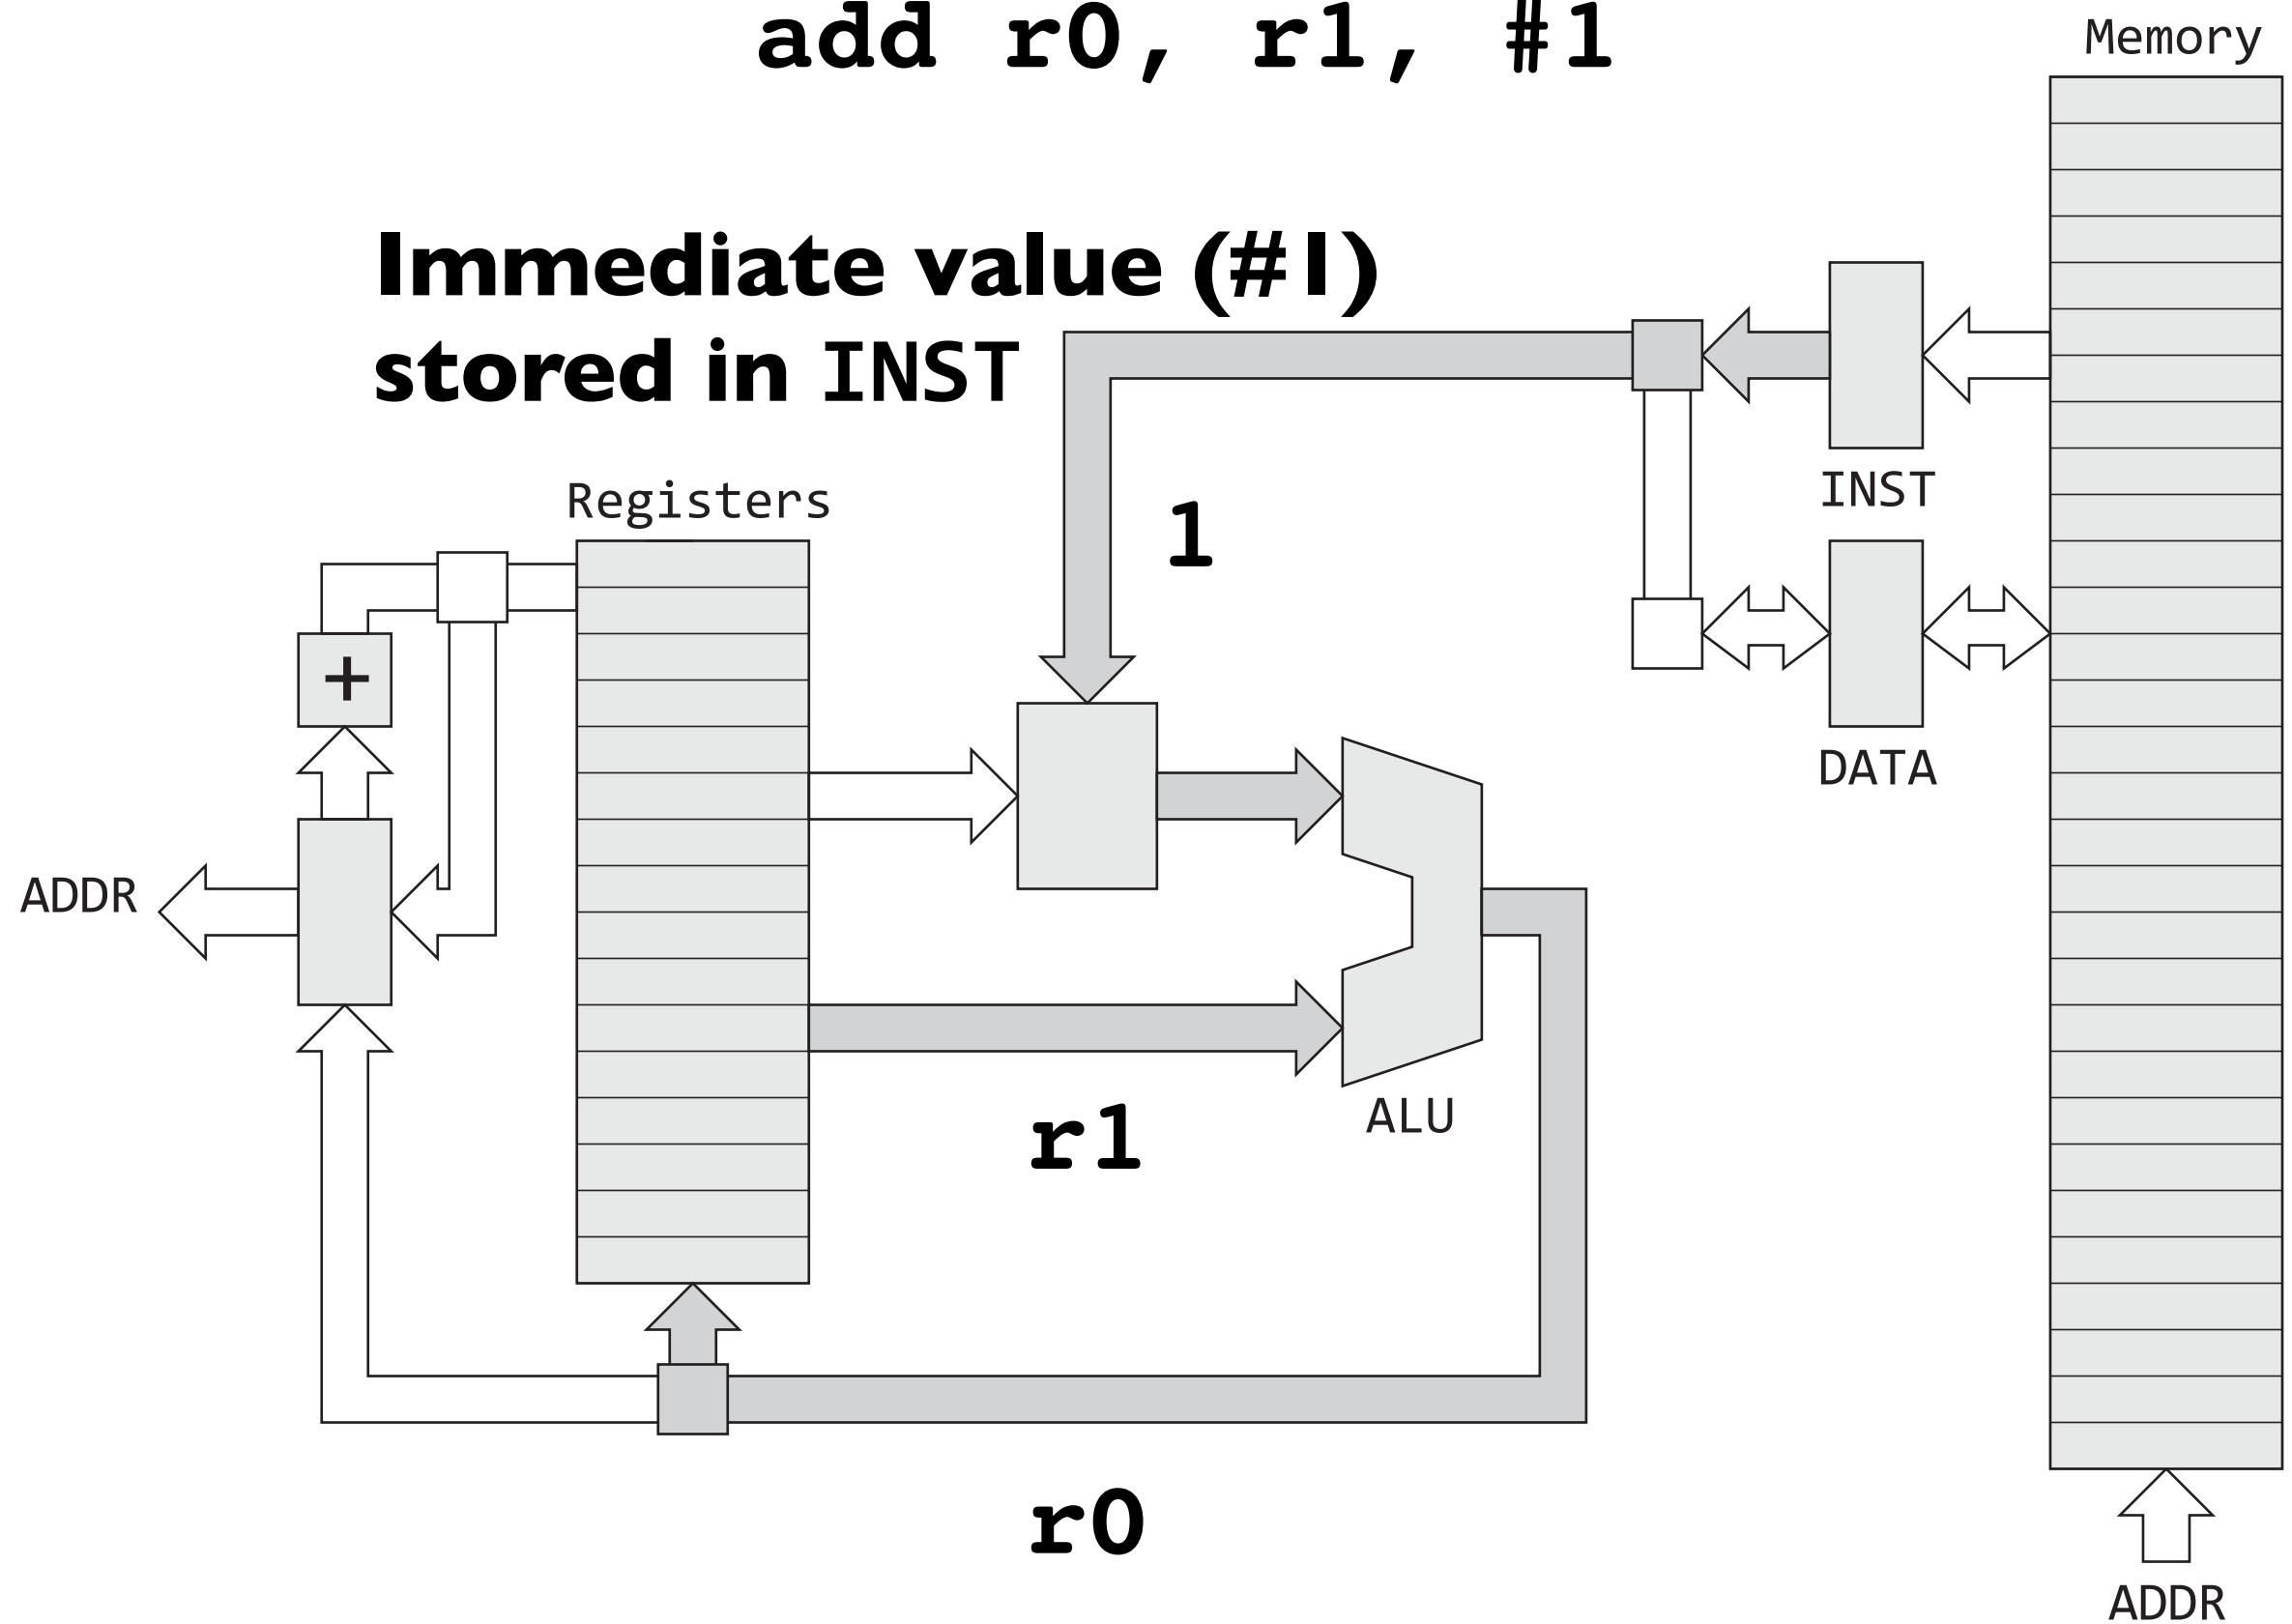 add r0, r1, #1
Memory
Immediate value (#1)
stored in INST
INST
Registers
1
+
DATA
ADDR
ALU
r1
r0
ADDR